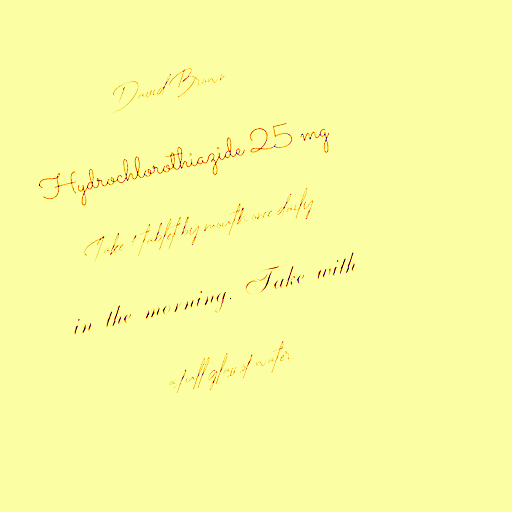 David Brown
Hydrochlorothiazide 25 mg
Take 1 tablet by mouth once daily
in the morning. Take with
a full glass of water